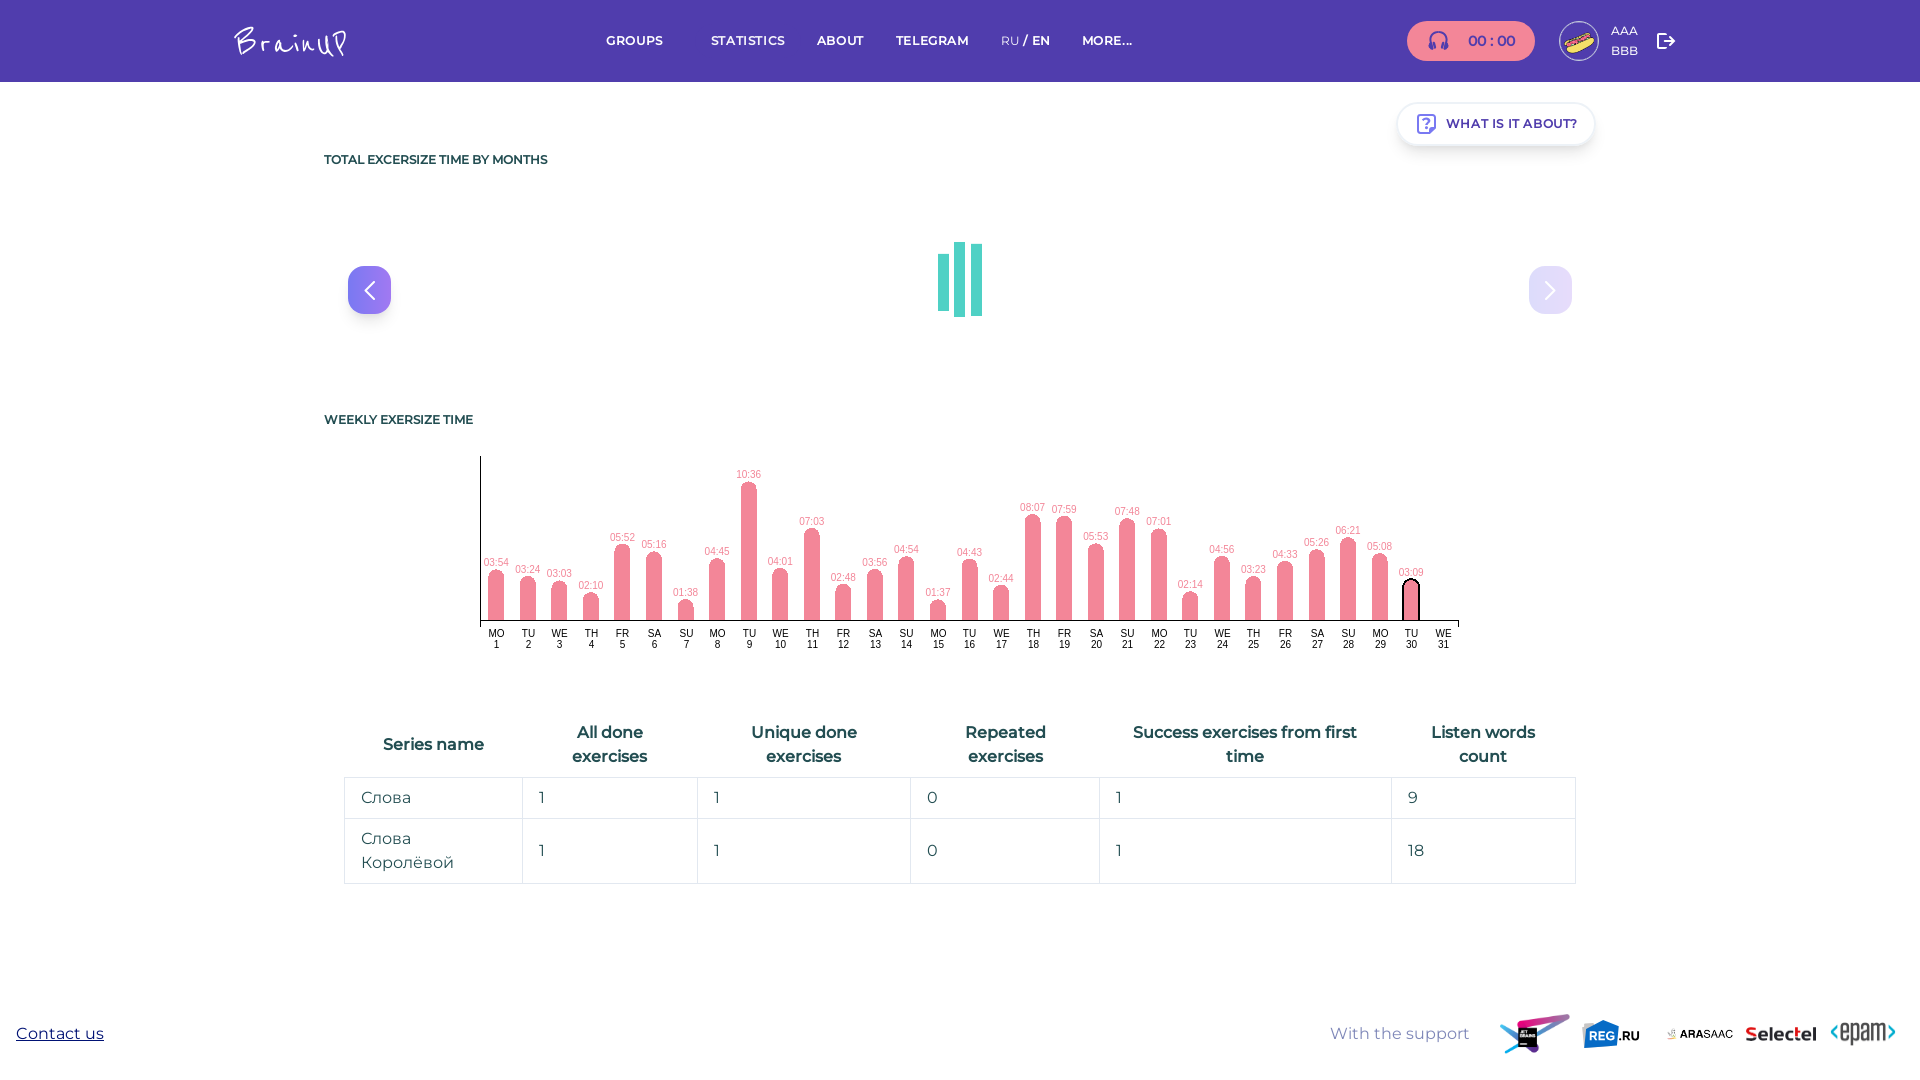 BrainUP
GROUPS
STATISTICS
ABOUT
TELEGRAM
RU / EN
MORE...
00 : 00
AAA
BBB
WHAT IS IT ABOUT?
TOTAL EXCERSIZE TIME BY MONTHS
WEEKLY EXERSIZE TIME
03:54 03:24 03:03 02:10 05:52 05:16 01:38 04:45 10:36 04:01 07:03 02:48 03:56 04:54 01:37 04:43 02:44 08:07 07:59 05:53 07:48 07:01 02:14 04:56 03:23 04:33 05:26 06:21 05:08 03:09
MO TU WE TH FR SA SU MO TU WE TH FR SA SU MO TU WE TH FR SA SU MO TU WE TH FR SA SU MO TU WE
1 2 3 4 5 6 7 8 9 10 11 12 13 14 15 16 17 18 19 20 21 22 23 24 25 26 27 28 29 30 31
Series name
All done
exercises
Unique done
exercises
Repeated
exercises
Success exercises from first
time
Listen words
count
Слова 1 1 0 1 9
Слова
Королёвой
1 1 0 1 18
Contact us
With the support
JET
BRAINS
REG.RU
ARASAAC
Selectel
<epam>